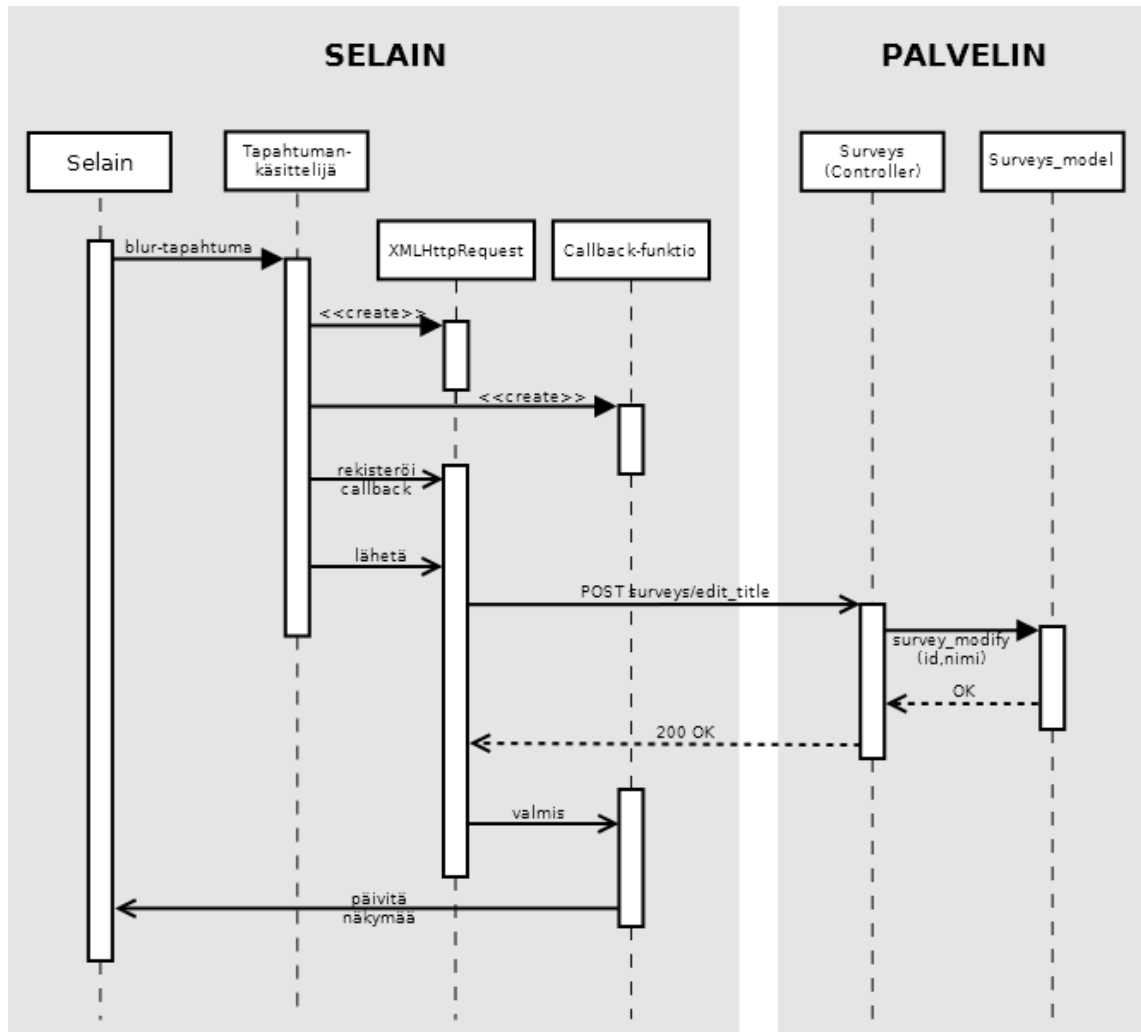 SELAIN
PALVELIN
Selain
Tapahtuman-
käsittelijä
Surveys
(Controller)
Surveys_model
XMLHttpRequest
Callback-funktio
blur-tapahtuma
<<create>>
<<create>>
rekisteröi
callback
lähetä
POST surveys/edit_title
survey_modify
(id,nimi)
OK
200 OK
valmis
päivitä
näkymää